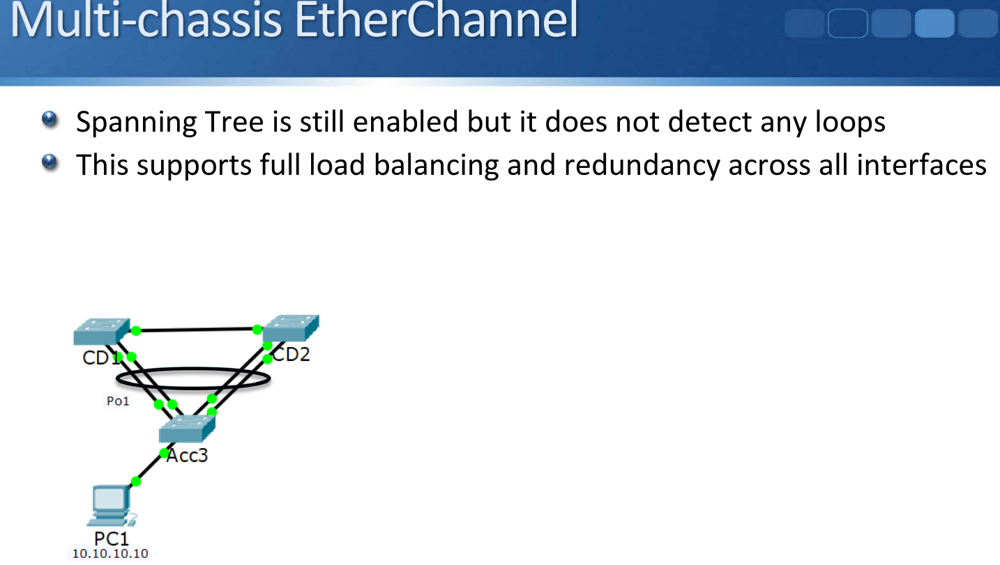 Multi-chassis EtherChannel
Spanning Tree is still enabled but it does not detect any loops
This supports full load balancing and redundancy across all interfaces
CD1
CD2
Po1
Acc3
PC1
10.10.10.10